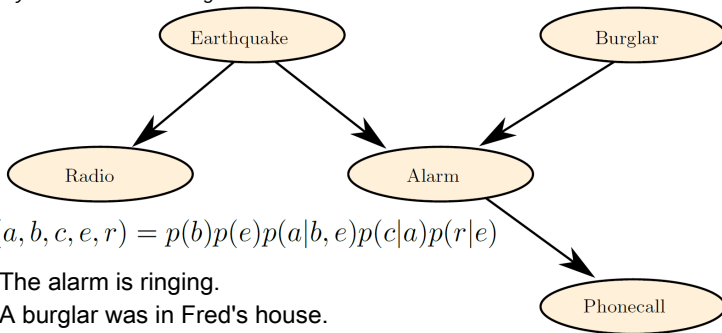 Earthquake
Burglar
Radio
Alarm
a, b, c, e, r) = p(b)p(e)p(a|b, e)p(c|a)p(r|e)
The alarm is ringing.
A burglar was in Fred's house.
Phonecall